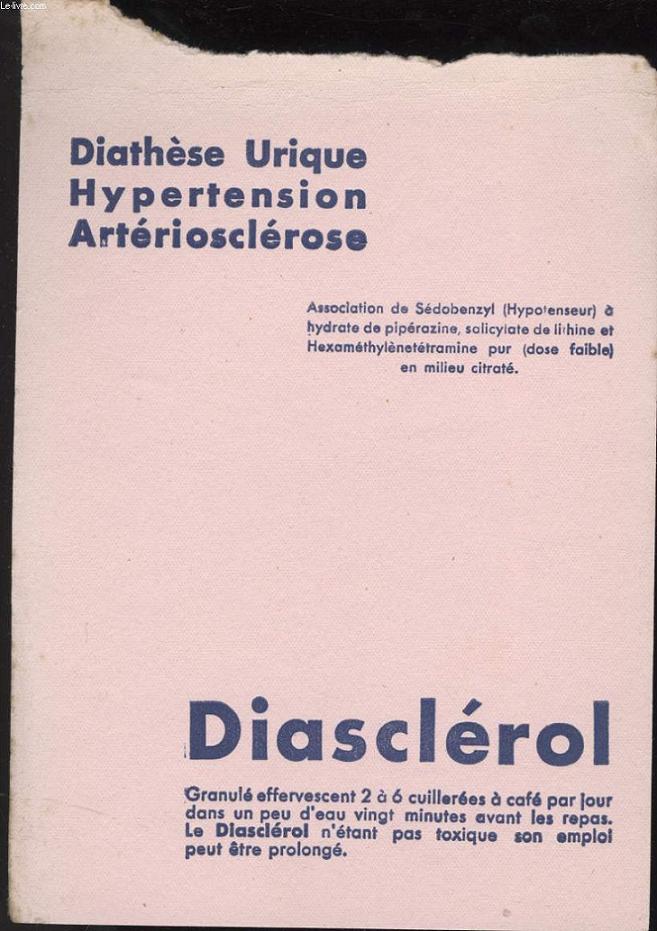 Le-livre.com
Diathèse Urique
Hypertension
Artériosclérose
Association de Sédobenzyl (Hypotenseur) à
hydrate de pipérazine, salicylate de lithine et
Hexaméthylènetétramine pur (dose faible)
en milieu citraté.
Diasclérol
Granulé effervescent 2 à 6 cuillerées à café par jour
dans un peu d'eau vingt minutes avant les repas.
Le Diasclérol n'étant pas toxique son emploi
peut être prolongé.